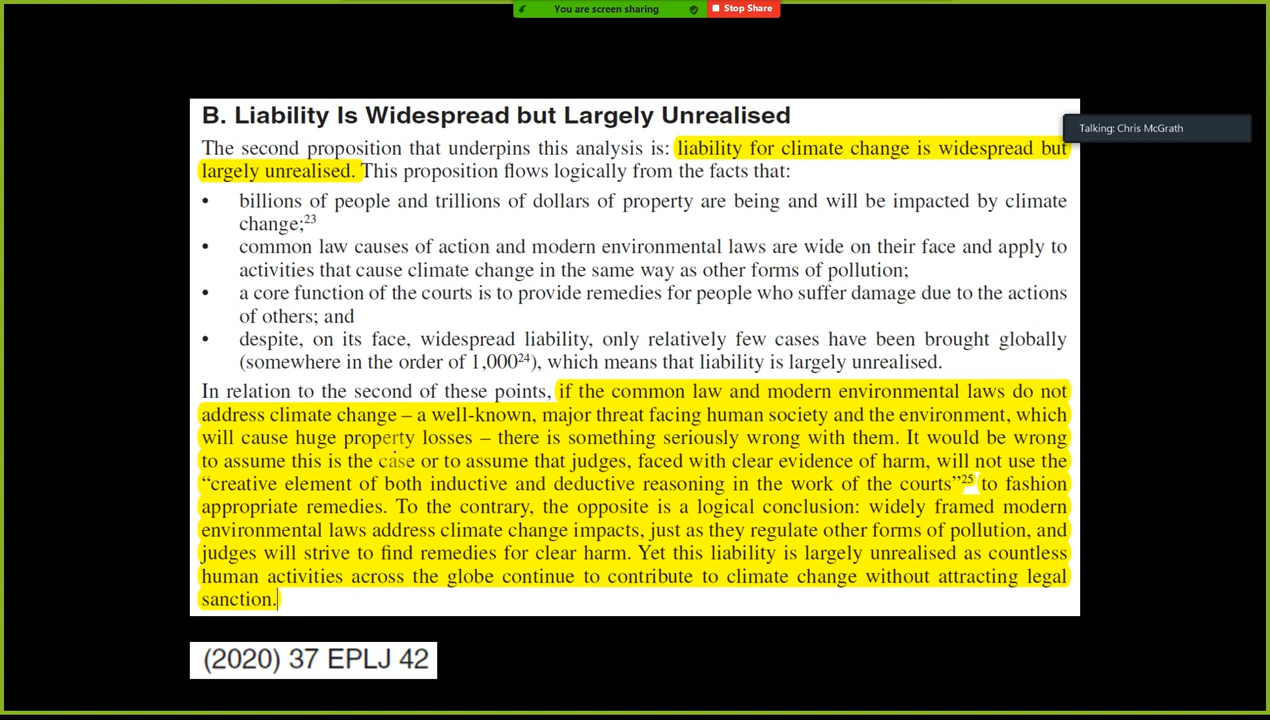 You are screen sharing Stop Share
B. Liability Is Widespread but Largely Unrealised
Talking: Chris McGrath
The second proposition that underpins this analysis is: liability for climate change is widespread but
largely unrealised. This proposition flows logically from the facts that:
• billions of people and trillions of dollars of property are being and will be impacted by climate
change;23
• common law causes of action and modern environmental laws are wide on their face and apply to
activities that cause climate change in the same way as other forms of pollution;
• a core function of the courts is to provide remedies for people who suffer damage due to the actions
of others; and
• despite, on its face, widespread liability, only relatively few cases have been brought globally
(somewhere in the order of 1,00024), which means that liability is largely unrealised.
In relation to the second of these points, if the common law and modern environmental laws do not
address climate change – a well-known, major threat facing human society and the environment, which
will cause huge property losses – there is something seriously wrong with them. It would be wrong
to assume this is the case or to assume that judges, faced with clear evidence of harm, will not use the
“creative element of both inductive and deductive reasoning in the work of the courts”25 to fashion
appropriate remedies. To the contrary, the opposite is a logical conclusion: widely framed modern
environmental laws address climate change impacts, just as they regulate other forms of pollution, and
judges will strive to find remedies for clear harm. Yet this liability is largely unrealised as countless
human activities across the globe continue to contribute to climate change without attracting legal
sanction.
(2020) 37 EPLJ 42